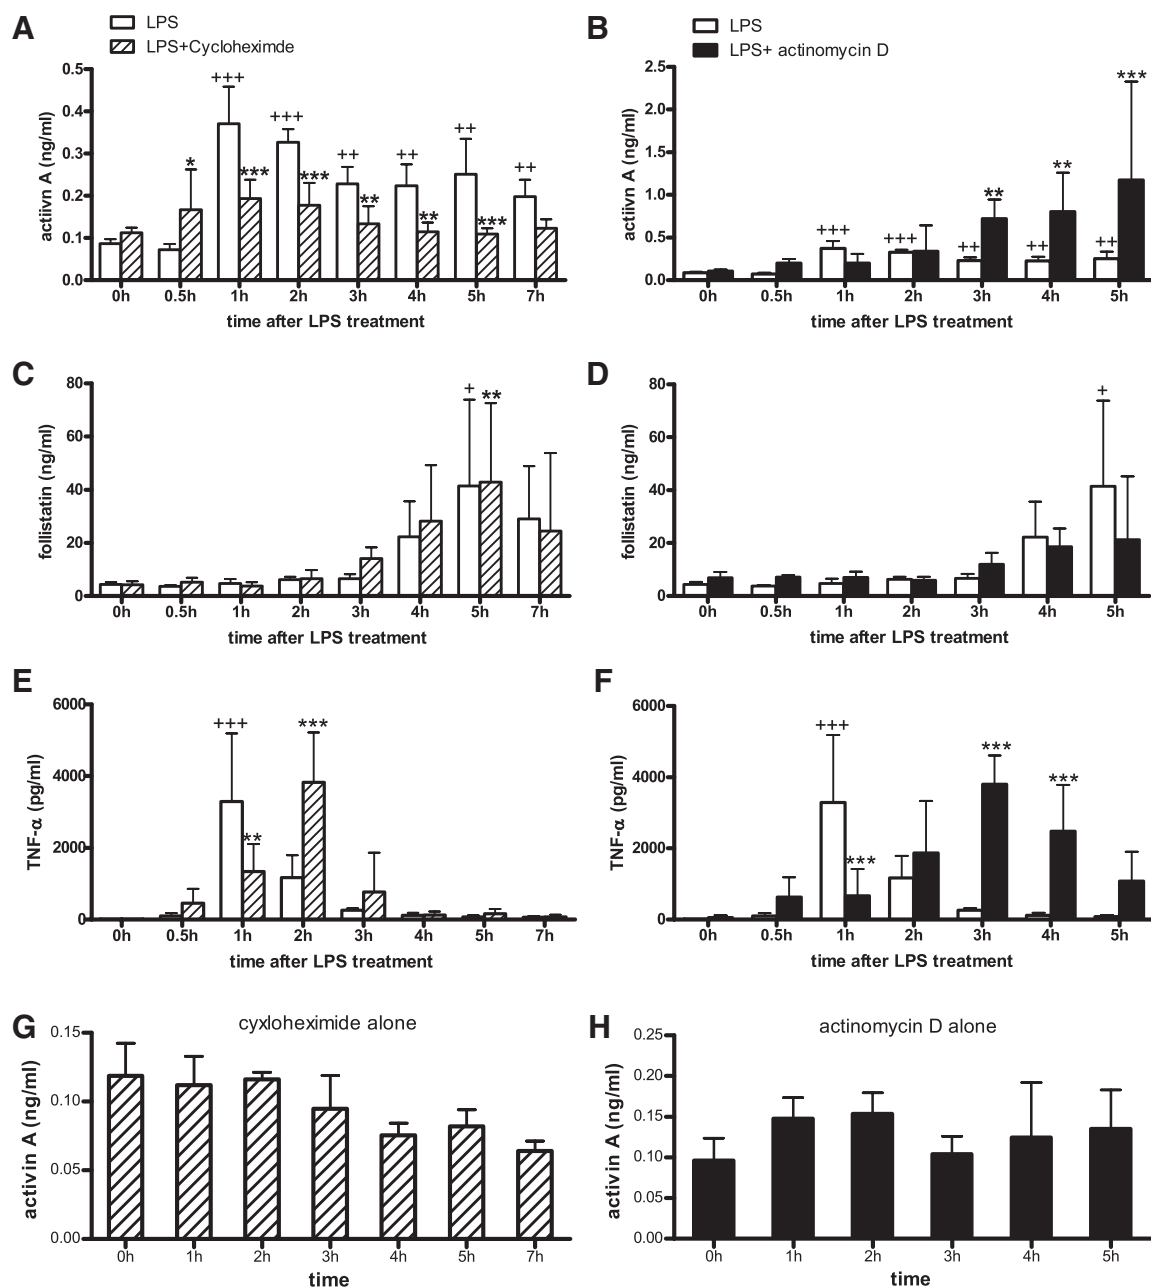 A
LPS
LPS+Cycloheximde
actiivn A (ng/ml)
0.5
0.4
0.3
0.2
0.1
0.0
+++
+++
++
++
++
++
*
***
***
**
**
***
0h 0.5h 1h 2h 3h 4h 5h 7h
time after LPS treatment
B
LPS
LPS+ actinomycin D
actiivn A (ng/ml)
2.5
2.0
1.5
1.0
0.5
0.0
+++
+++
++
++
++
**
**
***
0h 0.5h 1h 2h 3h 4h 5h
time after LPS treatment
C
follistatin (ng/ml)
80
60
40
20
0
+
**
0h 0.5h 1h 2h 3h 4h 5h 7h
time after LPS treatment
D
follistatin (ng/ml)
80
60
40
20
0
+
0h 0.5h 1h 2h 3h 4h 5h
time after LPS treatment
E
TNF-α (pg/ml)
6000
4000
2000
0
+++
**
***
0h 0.5h 1h 2h 3h 4h 5h 7h
time after LPS treatment
F
TNF-α (pg/ml)
6000
4000
2000
0
+++
***
***
***
0h 0.5h 1h 2h 3h 4h 5h
time after LPS treatment
G
cyxloheximide alone
activin A (ng/ml)
0.15
0.10
0.05
0.00
0h 1h 2h 3h 4h 5h 7h
time
H
actinomycin D alone
activin A (ng/ml)
0.25
0.20
0.15
0.10
0.05
0.00
0h 1h 2h 3h 4h 5h
time